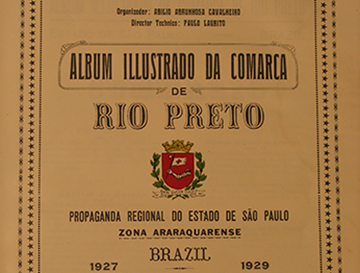 Organizador: ABILIO ABRUNHOSA CAVALHEIRO
Director Technico: PAULO LAURITO
ALBUM ILLUSTRADO DA COMARCA
DE
RIO PRETO
PROPAGANDA REGIONAL DO ESTADO DE SÃO PAULO
ZONA ARARAQUARENSE
BRAZIL
1927 1929